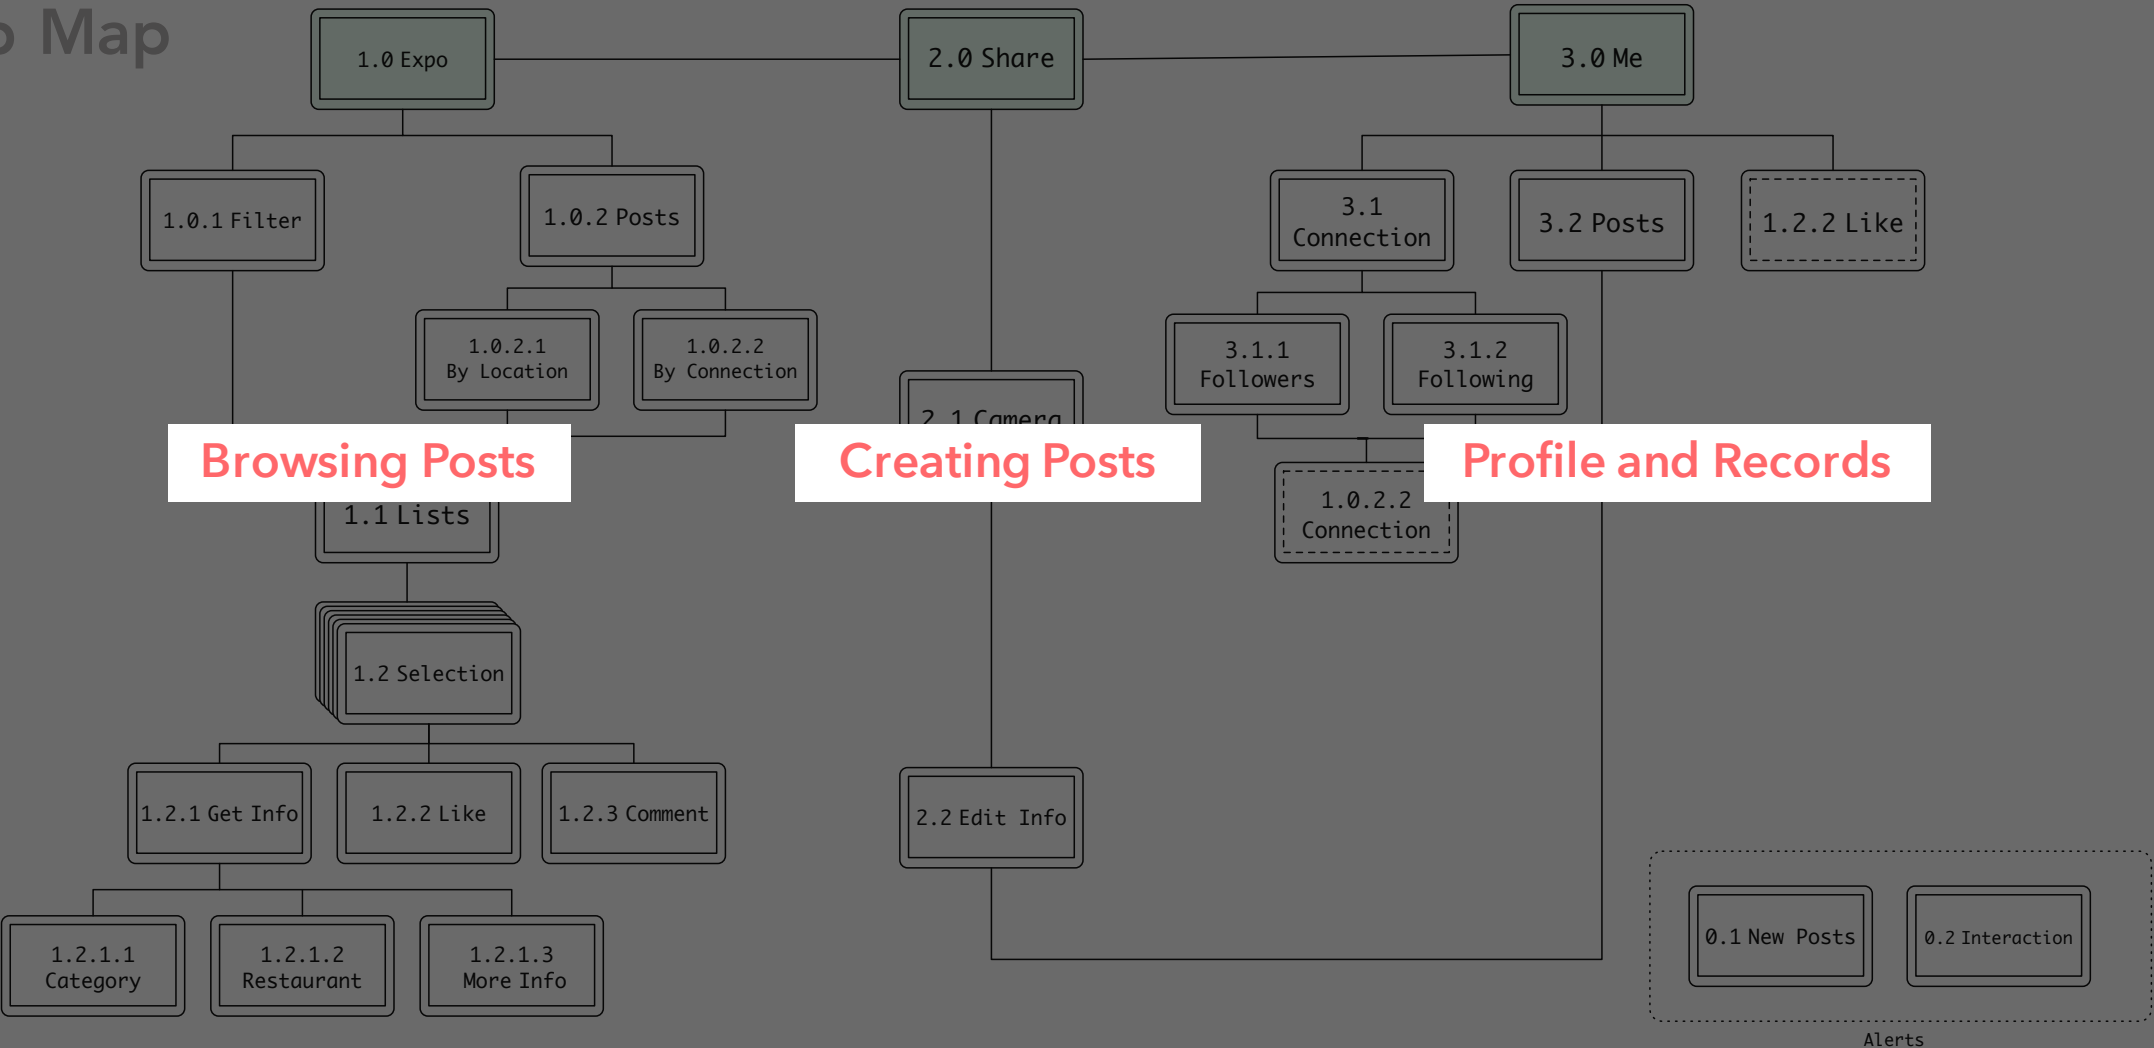 Map
1.0 Expo
2.0 Share
3.0 Me
1.0.1 Filter
1.0.2 Posts
3.1
Connection
3.2 Posts
1.2.2 Like
1.0.2.1
By Location
1.0.2.2
By Connection
3.1.1
Followers
3.1.2
Following
2.1 Camera
Browsing Posts
Creating Posts
Profile and Records
1.1 Lists
1.0.2.2
Connection
1.2 Selection
1.2.1 Get Info
1.2.2 Like
1.2.3 Comment
2.2 Edit Info
1.2.1.1
Category
1.2.1.2
Restaurant
1.2.1.3
More Info
0.1 New Posts
0.2 Interaction
Alerts